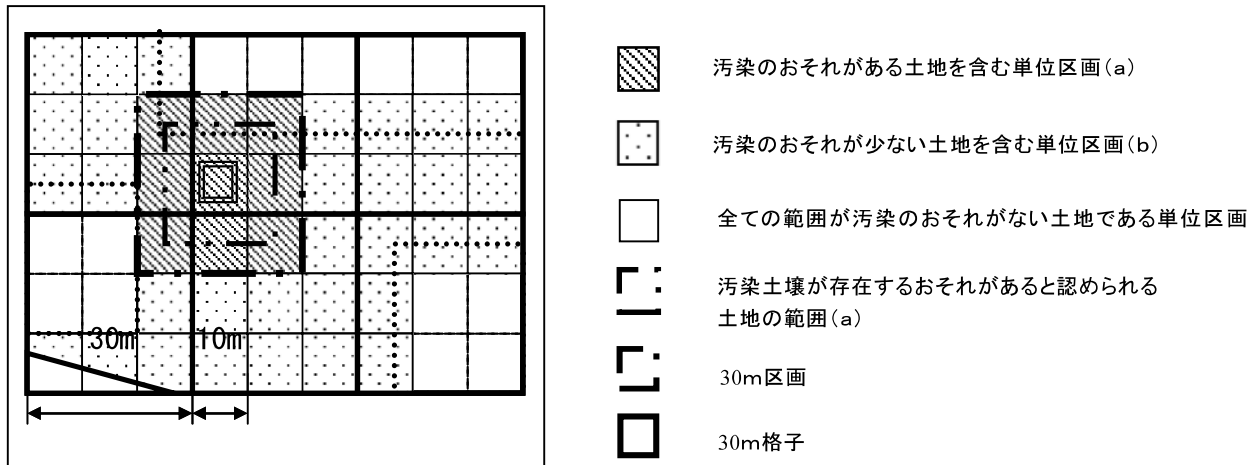 汚染のおそれがある土地を含む単位区画(a)
汚染のおそれが少ない土地を含む単位区画(b)
全ての範囲が汚染のおそれがない土地である単位区画
汚染土壌が存在するおそれがあると認められる
土地の範囲(a)
30m区画
30m格子
30m
10m